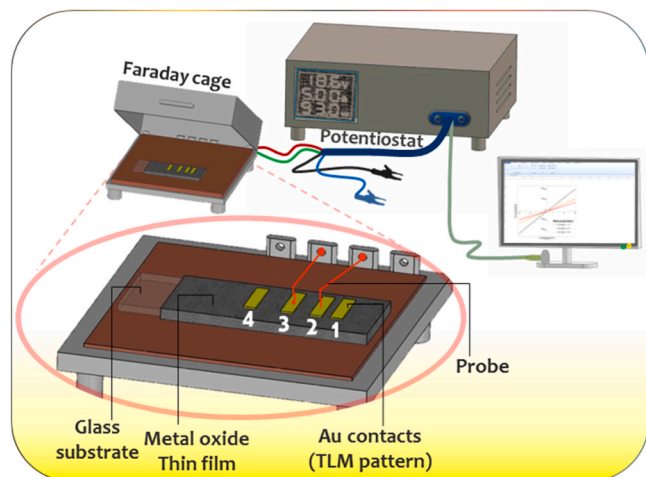 Faraday cage
Potentiostat
4
3
2
1
Probe
Glass
substrate
Metal oxide
Thin film
Au contacts
(TLM pattern)